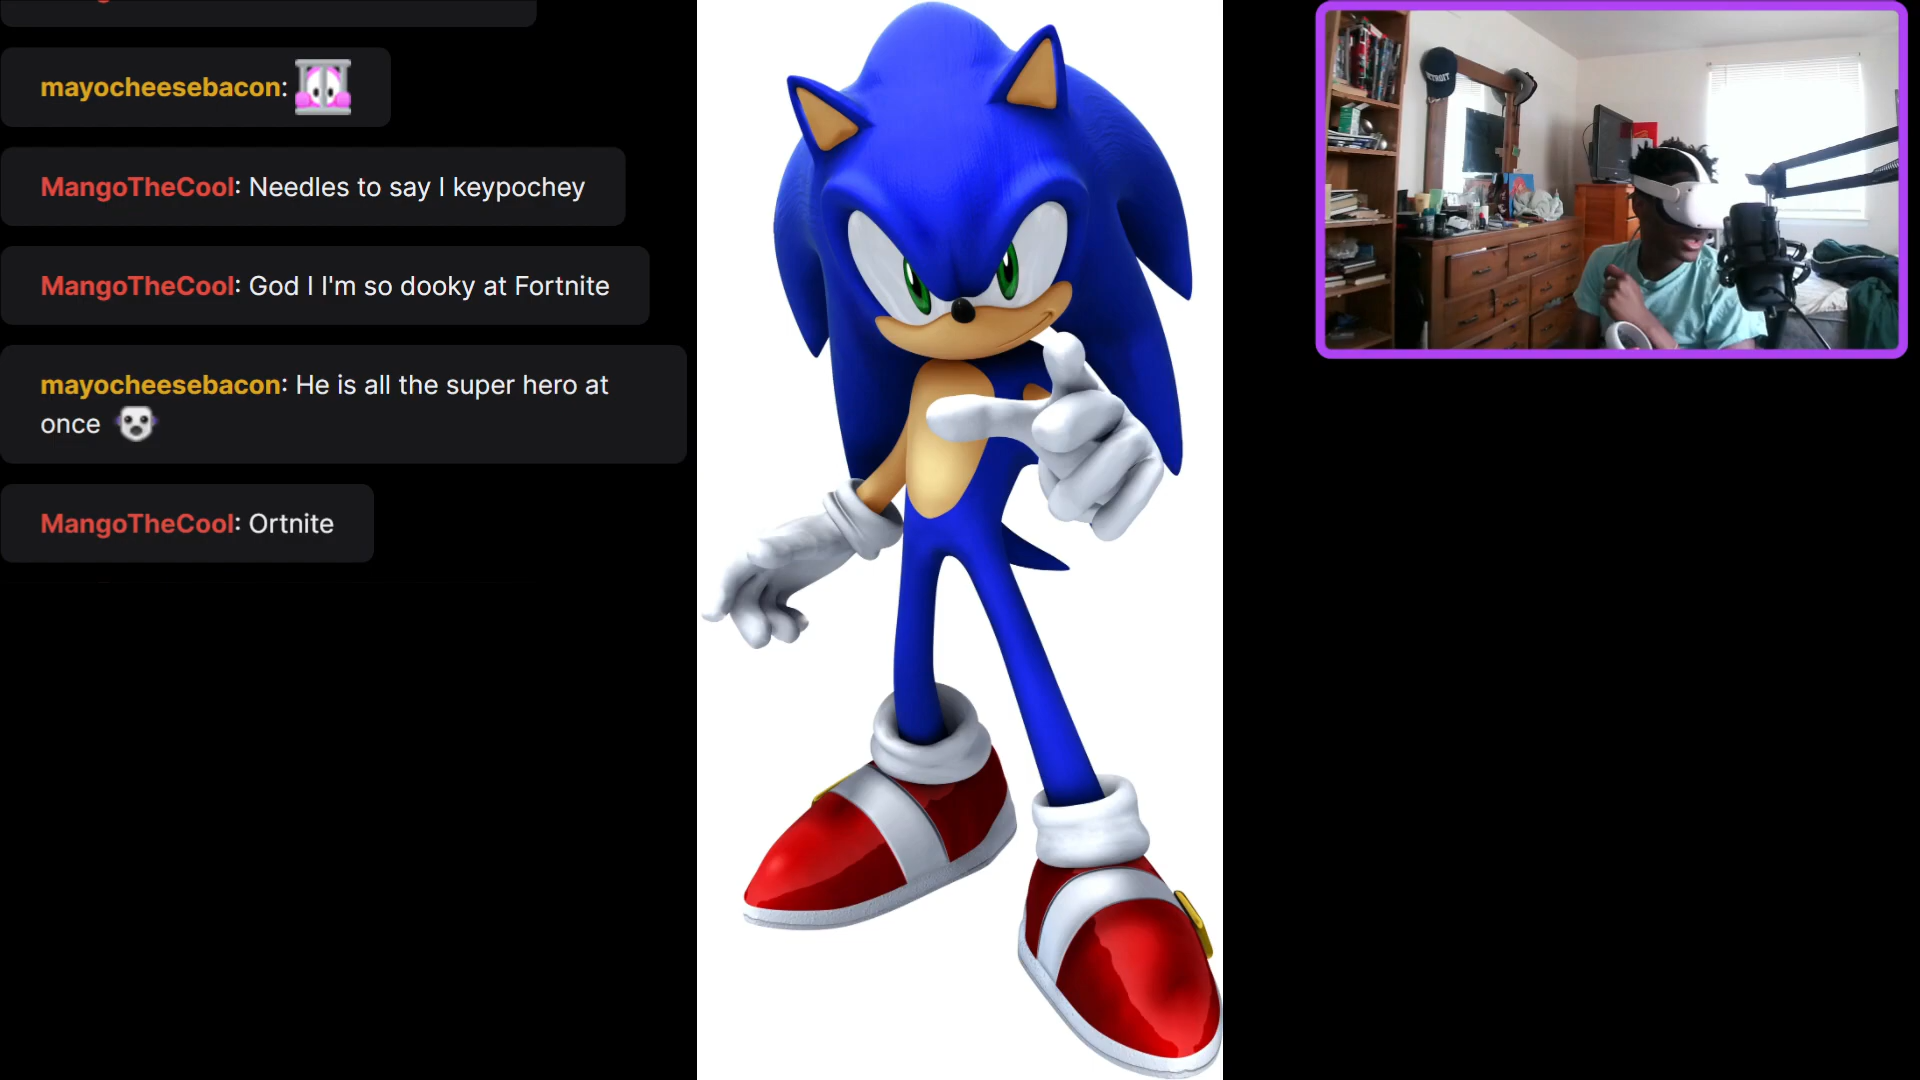 mayocheesebacon:
MangoTheCool: Needles to say I keypochey
MangoTheCool: God I I'm so dooky at Fortnite
mayocheesebacon: He is all the super hero at
once
MangoTheCool: Ortnite
DETROIT